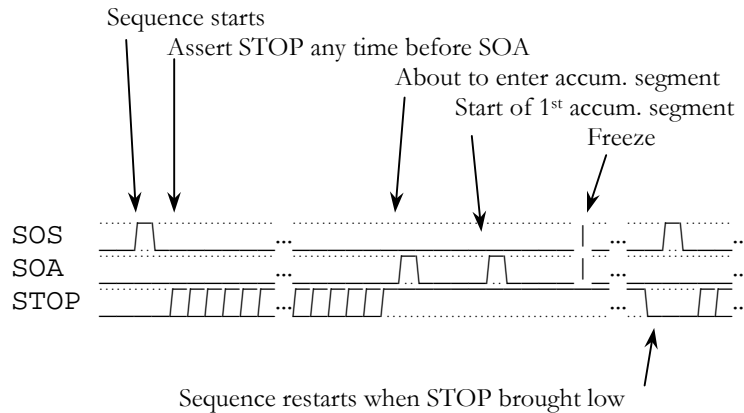 Sequence starts
Assert STOP any time before SOA
About to enter accum. segment
Start of 1st accum. segment
Freeze
SOS
SOA
STOP
Sequence restarts when STOP brought low